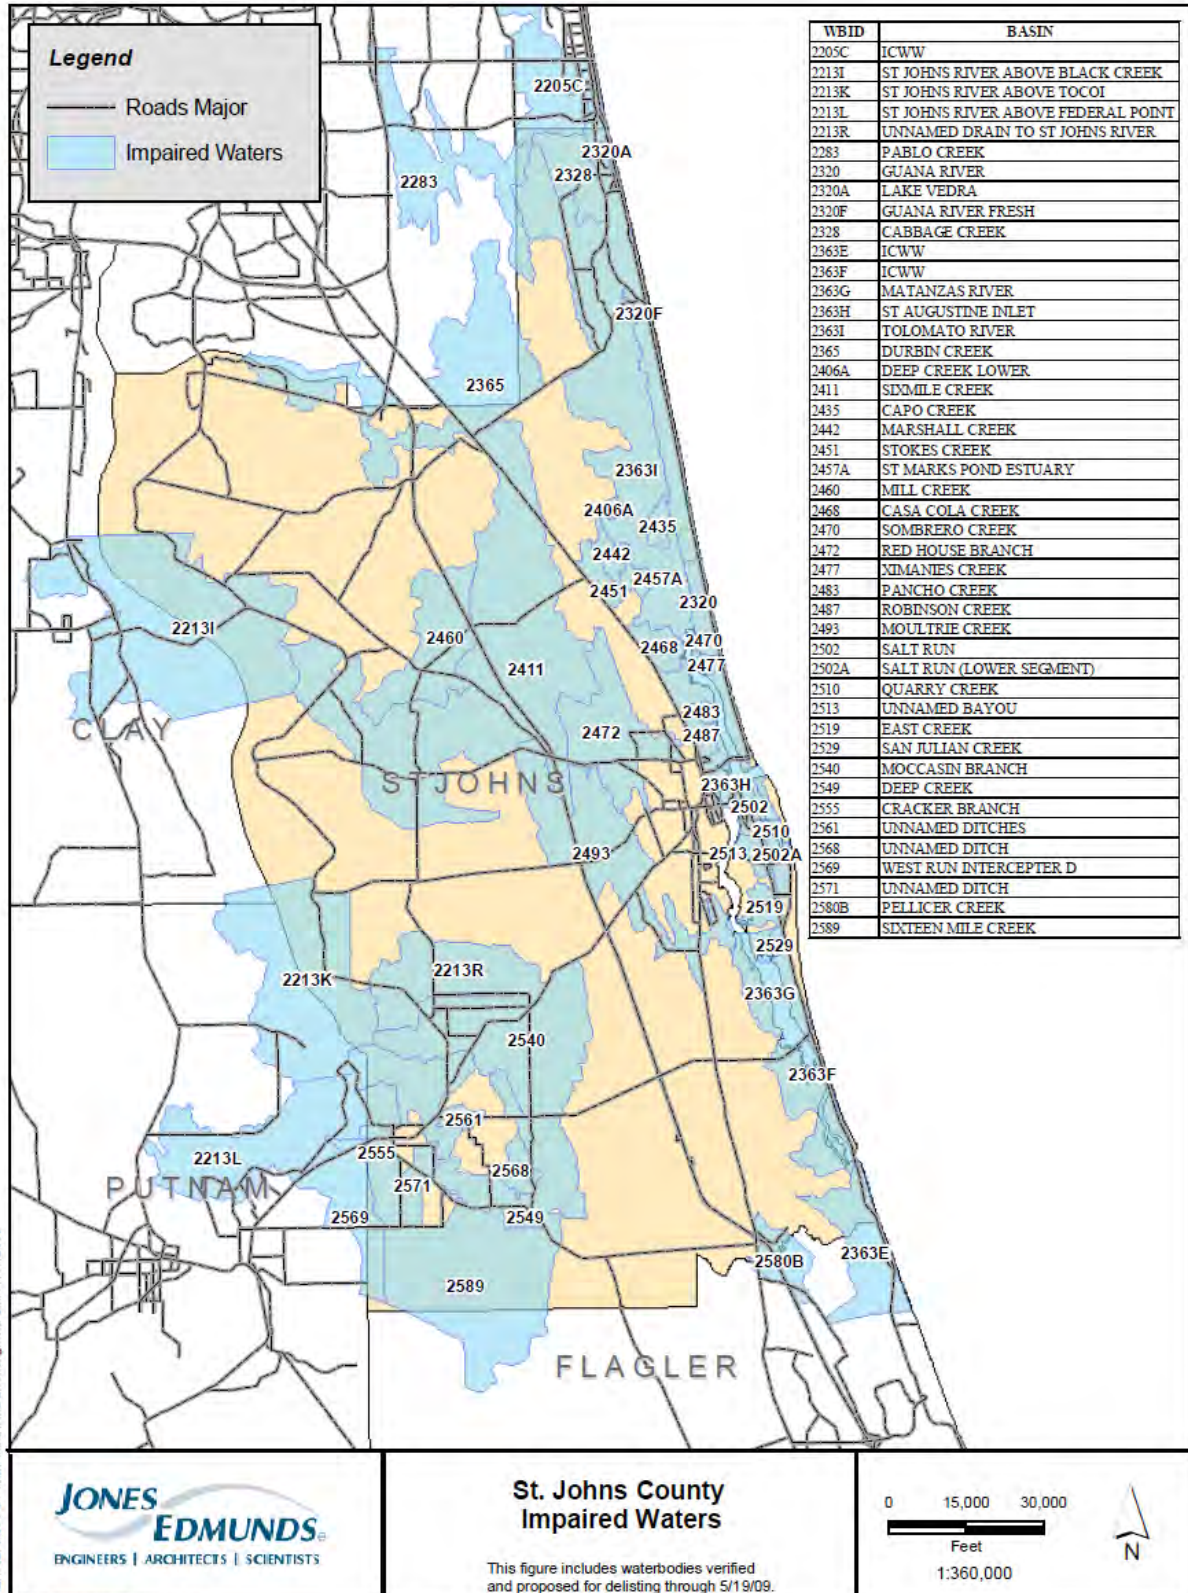 Legend
Roads Major
Impaired Waters
WBID BASIN
2205C ICWW
2213I ST JOHNS RIVER ABOVE BLACK CREEK
2213K ST JOHNS RIVER ABOVE TOCOI
2213L ST JOHNS RIVER ABOVE FEDERAL POINT
2213R UNNAMED DRAIN TO ST JOHNS RIVER
2283 PABLO CREEK
2320 GUANA RIVER
2320A LAKE VEDRA
2320F GUANA RIVER FRESH
2328 CABBAGE CREEK
2363E ICWW
2363F ICWW
2363G MATANZAS RIVER
2363H ST AUGUSTINE INLET
2363I TOLOMATO RIVER
2365 DURBIN CREEK
2406A DEEP CREEK LOWER
2411 SIXMILE CREEK
2435 CAPO CREEK
2442 MARSHALL CREEK
2451 STOKES CREEK
2457A ST MARKS POND ESTUARY
2460 MILL CREEK
2468 CASA COLA CREEK
2470 SOMBRERO CREEK
2472 RED HOUSE BRANCH
2477 XIMANIES CREEK
2483 PANCHO CREEK
2487 ROBINSON CREEK
2493 MOULTRIE CREEK
2502 SALT RUN
2502A SALT RUN (LOWER SEGMENT)
2510 QUARRY CREEK
2513 UNNAMED BAYOU
2519 EAST CREEK
2529 SAN JULIAN CREEK
2540 MOCCASIN BRANCH
2549 DEEP CREEK
2555 CRACKER BRANCH
2561 UNNAMED DITCHES
2568 UNNAMED DITCH
2569 WEST RUN INTERCEPTER D
2571 UNNAMED DITCH
2580B PELLICER CREEK
2589 SIXTEEN MILE CREEK
2205C
2320A
2328
2283
2320F
2365
2363I
2406A
2435
2442
2457A
2451
2320
2213I
2460
2468
2470
2411
2477
2483
CLAY
2472
2487
ST JOHNS
2363H
2502
2510
2493
2513
2502A
2519
2529
2213K
2213R
2363G
2540
2363F
2561
2555
2213L
2568
PUTNAM
2571
2569
2549
2363E
2580B
2589
FLAGLER
JONES
EDMUNDS
ENGINEERS | ARCHITECTS | SCIENTISTS
St. Johns County
Impaired Waters
This figure includes waterbodies verified
and proposed for delisting through 5/19/09.
0 15,000 30,000
Feet
1:360,000
N